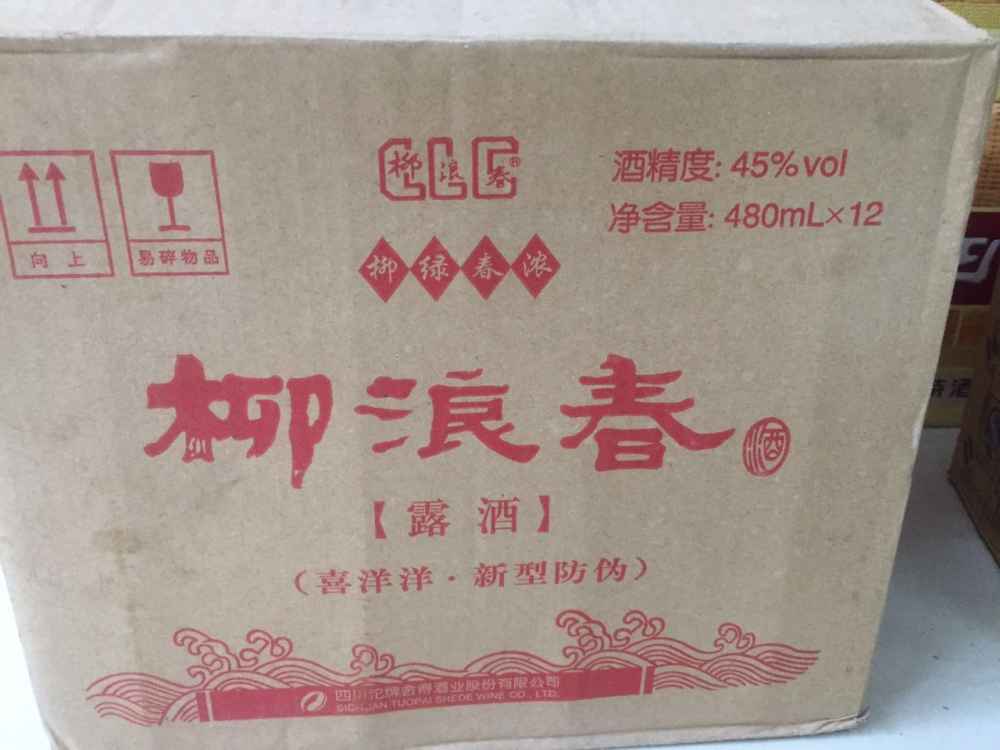 柳浪春®
酒精度: 45%vol
净含量: 480mL×12
向上
易碎物品
柳绿春浓
柳浪春
酒
【露酒】
(喜洋洋·新型防伪)
四川沱牌舍得酒业股份有限公司
SICHUAN TUOPAI SHEDE WINE CO., LTD.